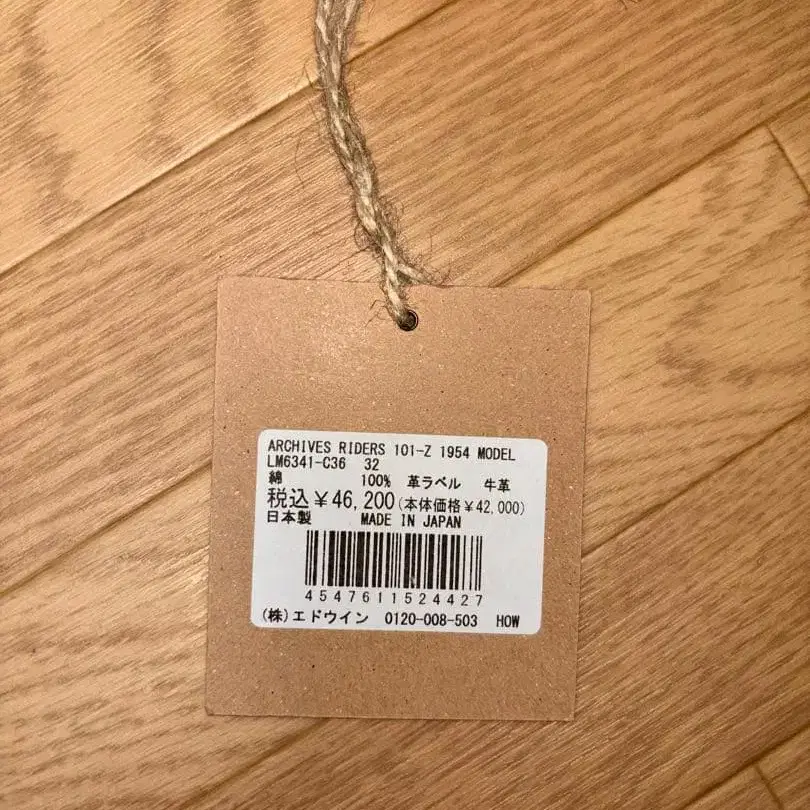 ARCHIVES RIDERS 101-Z 1954 MODEL
LM6341-C36 32
綿 100% 革ラベル 牛革
税込￥46,200(本体価格￥42,000)
日本製 MADE IN JAPAN
4547611524427
(株)エドウイン 0120-008-503 HOW